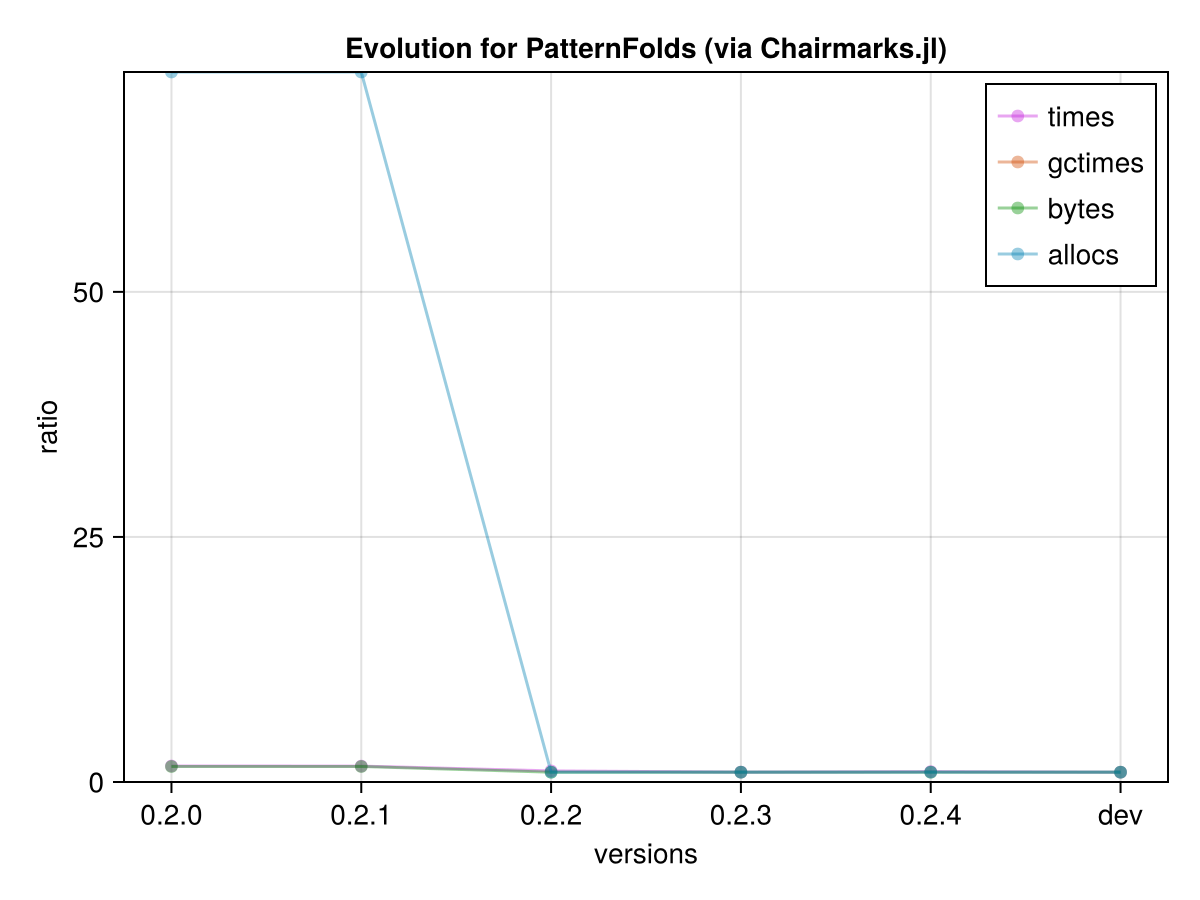 Evolution for PatternFolds (via Chairmarks.jl)
times
gctimes
bytes
allocs
50
25
0
ratio
0.2.0 0.2.1 0.2.2 0.2.3 0.2.4 dev
versions